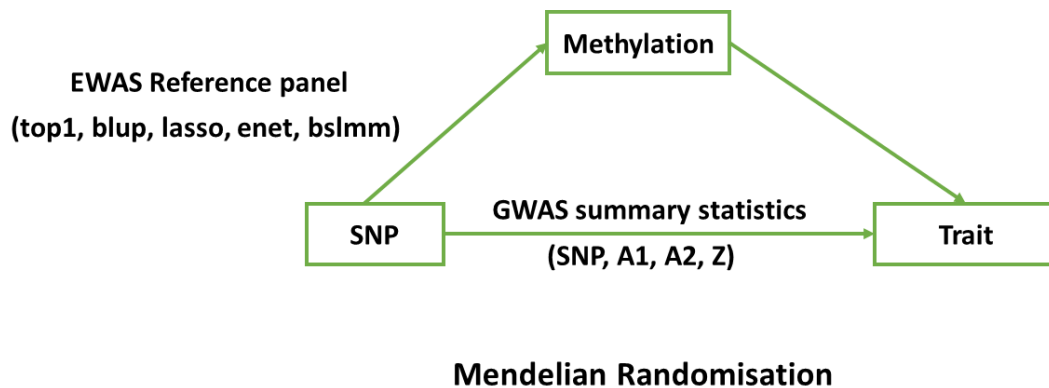 Methylation
EWAS Reference panel
(top1, blup, lasso, enet, bslmm)
GWAS summary statistics
SNP
Trait
(SNP, A1, A2, Z)
Mendelian Randomisation